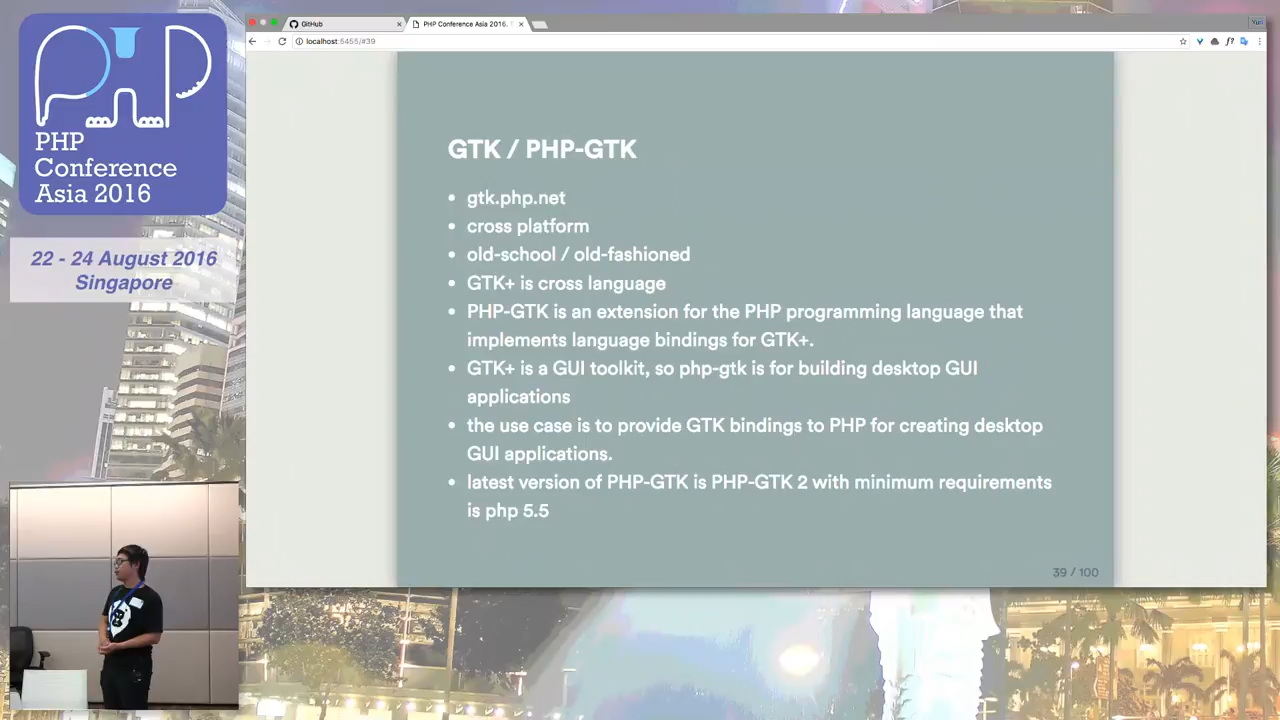 PHP
Conference
Asia 2016
22 - 24 August 2016
Singapore
GitHub
PHP Conference Asia 2016.
Yuri
localhost:5455/#39
GTK / PHP-GTK
• gtk.php.net
• cross platform
• old-school / old-fashioned
• GTK+ is cross language
• PHP-GTK is an extension for the PHP programming language that
implements language bindings for GTK+.
• GTK+ is a GUI toolkit, so php-gtk is for building desktop GUI
applications
• the use case is to provide GTK bindings to PHP for creating desktop
GUI applications.
• latest version of PHP-GTK is PHP-GTK 2 with minimum requirements
is php 5.5
39 / 100